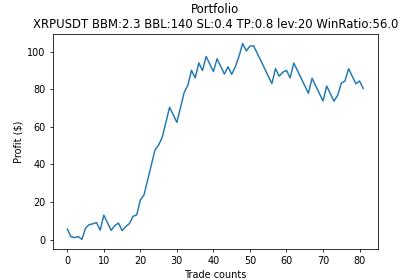 Portfolio
XRPUSDT BBM:2.3 BBL:140 SL:0.4 TP:0.8 lev:20 WinRatio:56.0
100
80
60
40
20
0
Profit ($)
0 10 20 30 40 50 60 70 80
Trade counts